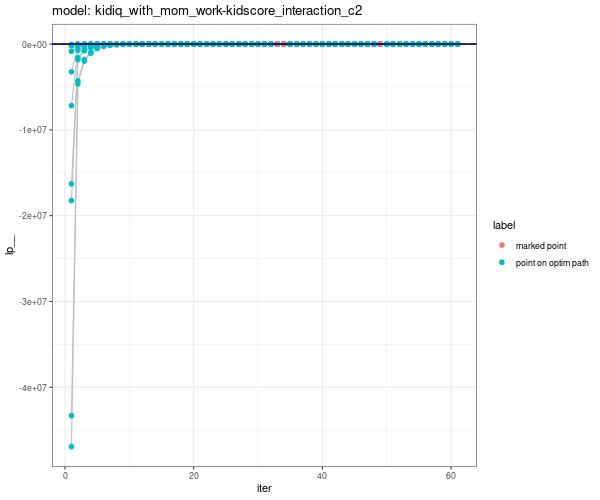 model: kidiq_with_mom_work-kidscore_interaction_c2
0e+00
-1e+07
-2e+07
-3e+07
-4e+07
lp__
0
20
40
60
iter
label
marked point
point on optim path